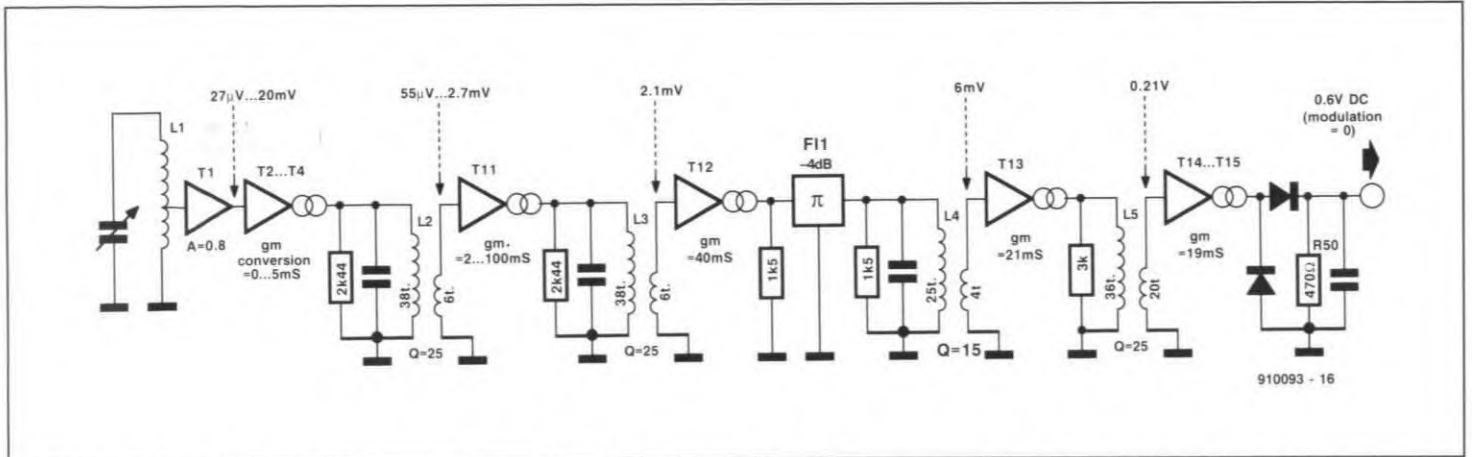 27µV...20mV
55µV...2.7mV
2.1mV
6mV
0.21V
0.6V DC
(modulation
= 0)
L1
T1
A=0.8
T2...T4
gm
conversion
=0...5mS
2k44
L2
38t.
6t.
Q=25
T11
gm.
=2...100mS
2k44
L3
38t.
6t.
Q=25
T12
gm
=40mS
1k5
FI1
−4dB
π
1k5
L4
25t.
4t
Q=15
T13
gm
=21mS
3k
L5
36t.
20t
Q=25
T14...T15
gm
=19mS
R50
470Ω
910093 - 16